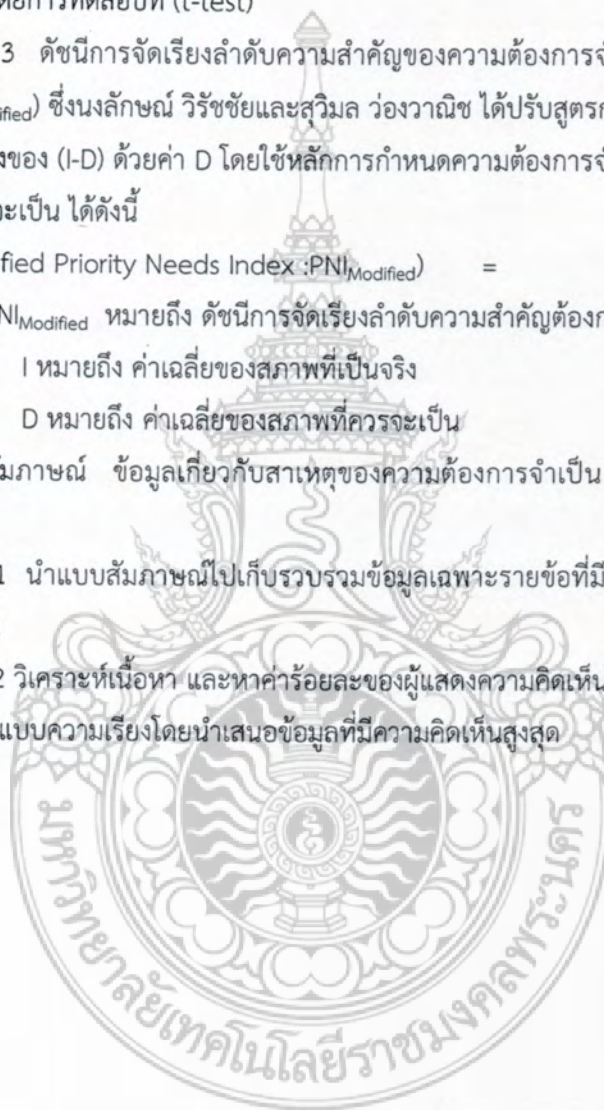 โดยการทดสอบที (t-test)
3 ดัชนีการจัดเรียงลำดับความสำคัญของความต้องการจำ
ified) ซึ่งนงลักษณ์ วิรัชชัยและสุวิมล ว่องวาณิช ได้ปรับสูตร
ของ (I-D) ด้วยค่า D โดยใช้หลักการกำหนดความต้องการจำ
จะเป็น ได้ดังนี้
fied Priority Needs Index :PNIModified) =
NIModified หมายถึง ดัชนีการจัดเรียงลำดับความสำคัญต้องก
I หมายถึง ค่าเฉลี่ยของสภาพที่เป็นจริง
D หมายถึง ค่าเฉลี่ยของสภาพที่ควรจะเป็น
ัมภาษณ์ ข้อมูลเกี่ยวกับสาเหตุของความต้องการจำเป็น
1 นำแบบสัมภาษณ์ไปเก็บรวบรวมข้อมูลเฉพาะรายข้อที่มี
2 วิเคราะห์เนื้อหา และหาค่าร้อยละของผู้แสดงความคิดเห็น
แบบความเรียงโดยนำเสนอข้อมูลที่มีความคิดเห็นสูงสุด
มหาวิทยาลัยเทคโนโลยีราชมงคลพระนคร